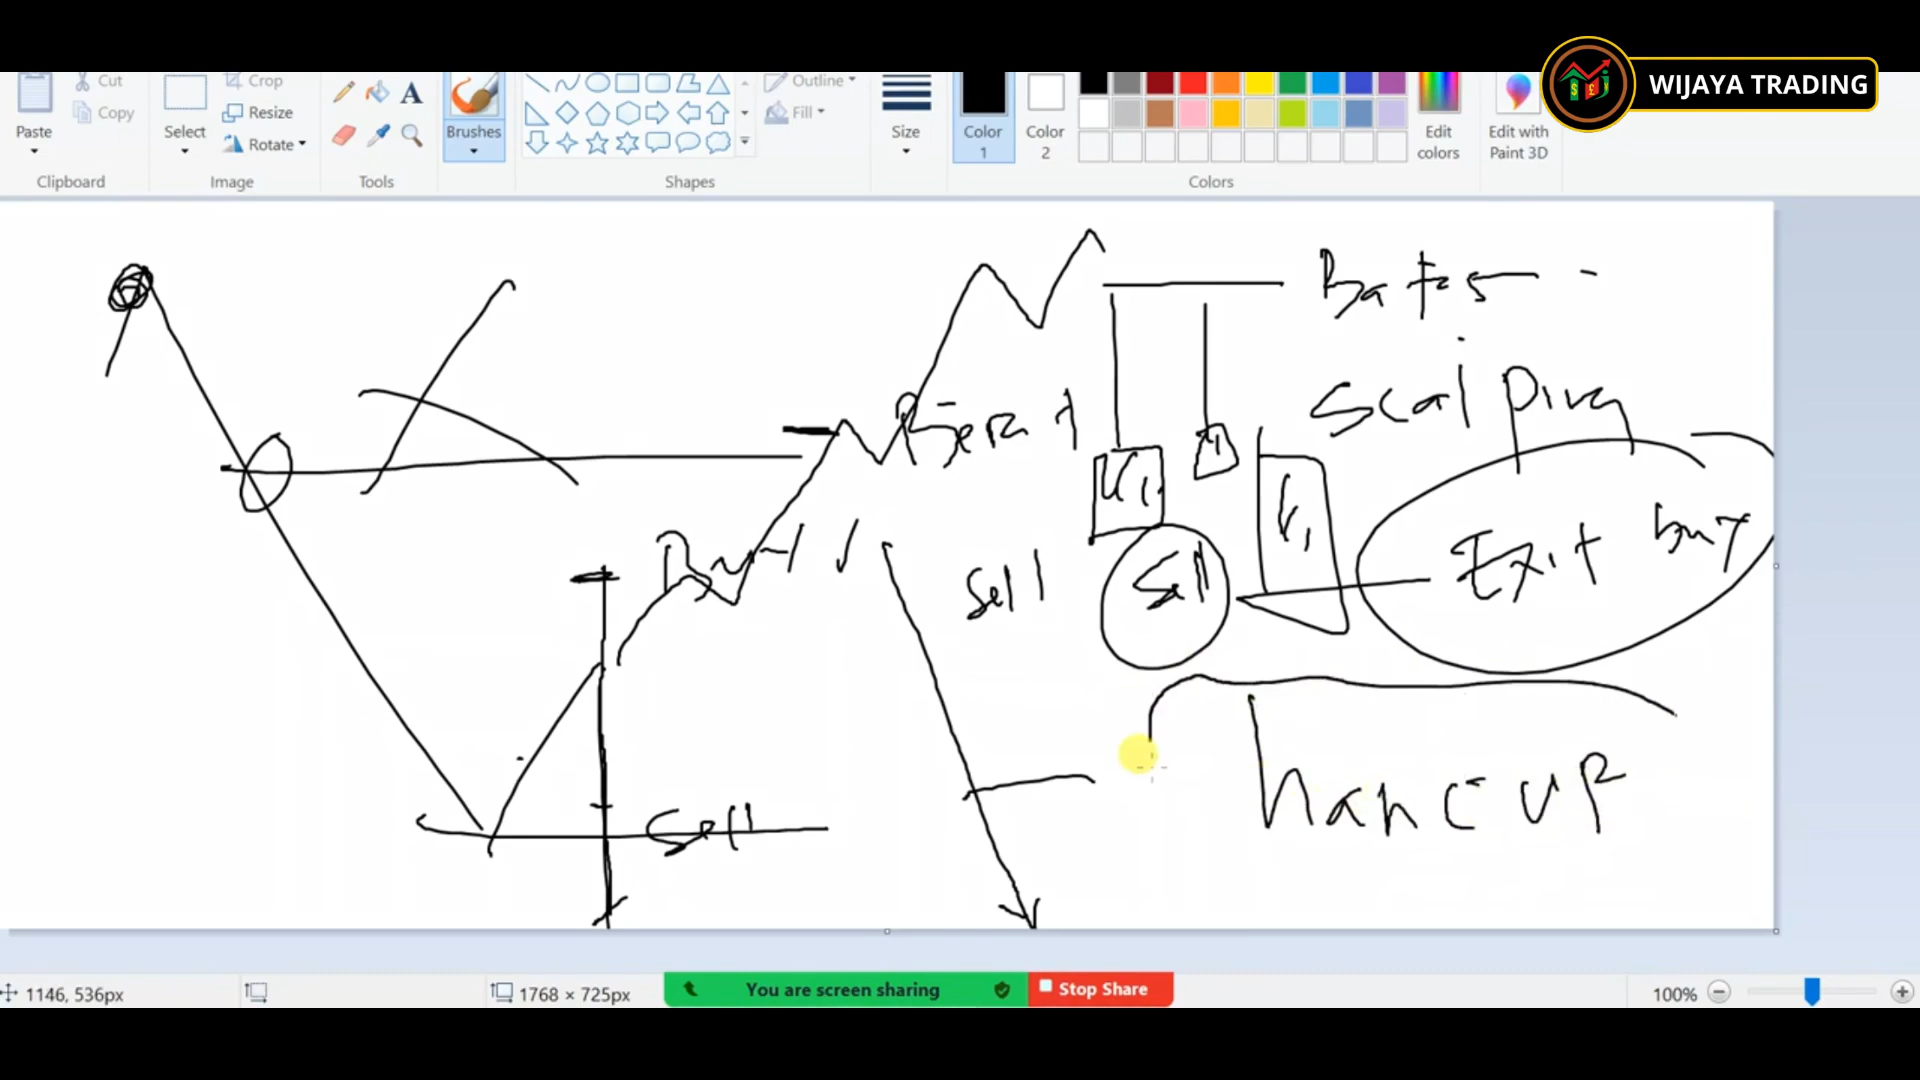 WIJAYA TRADING
Cut
Copy
Paste
Clipboard
Crop
Resize
Rotate
Select
Image
A
Tools
Brushes
Shapes
Outline
Fill
Size
Color
1
Color
2
Colors
Edit
colors
Edit with
Paint 3D
scalping
Exit buy
Sell
Sell
Sell
1146, 536px
1768 × 725px
You are screen sharing
Stop Share
100%